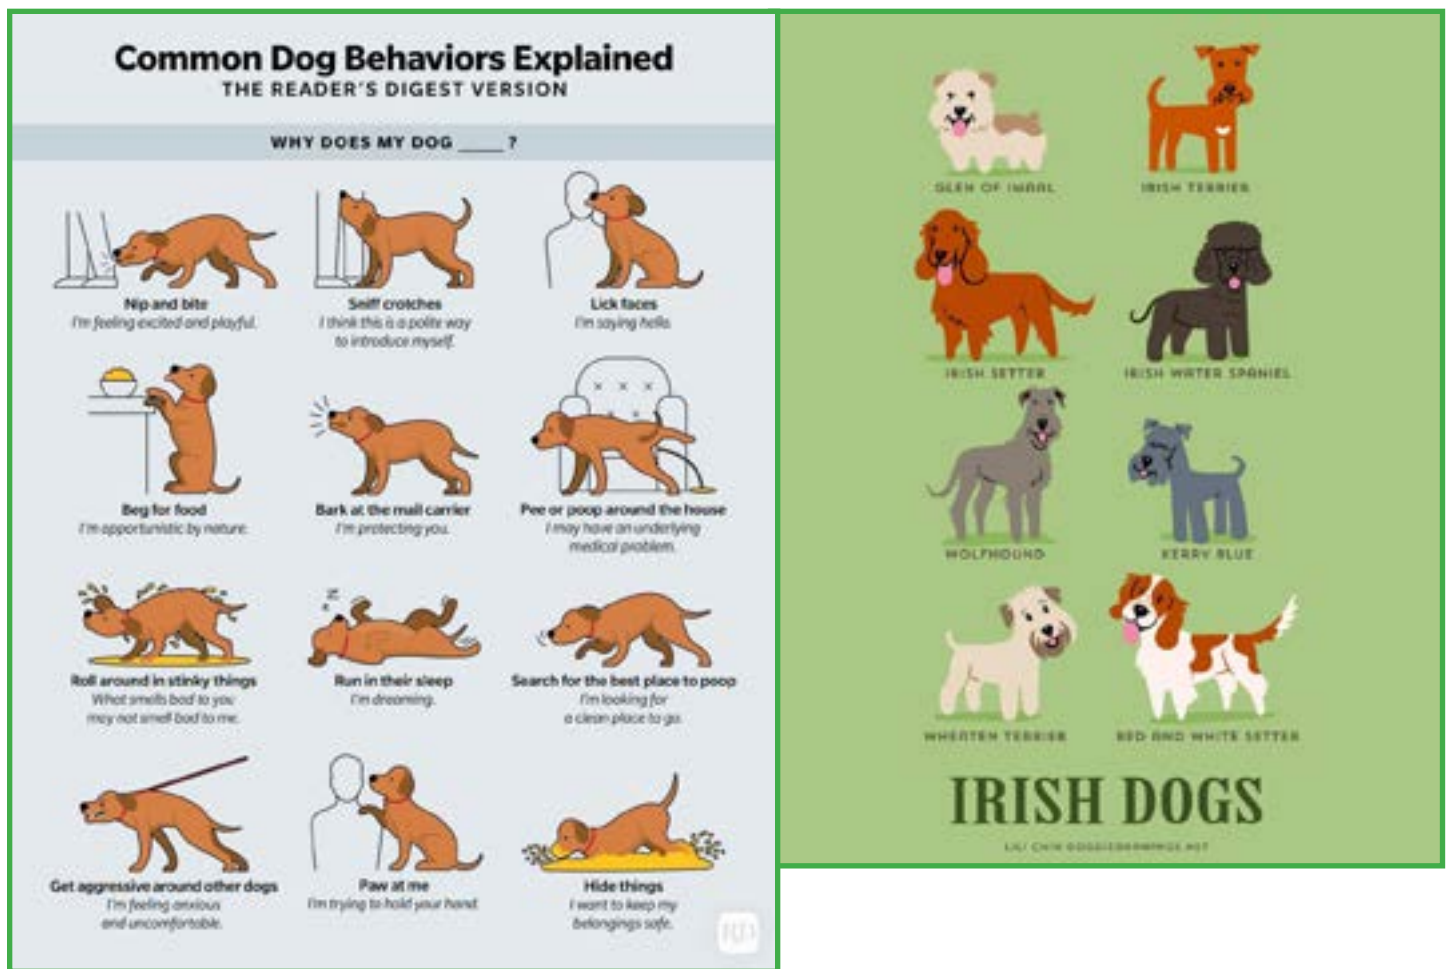 Common Dog Behaviors Explained
THE READER'S DIGEST VERSION
WHY DOES MY DOG _____ ?
Nip and bite
I'm feeling excited and playful.
Sniff crotches
I think this is a polite way
to introduce myself.
Lick faces
I'm saying hello.
Beg for food
I'm opportunistic by nature.
Bark at the mail carrier
I'm protecting you.
Pee or poop around the house
I may have an underlying
medical problem.
Roll around in stinky things
What smells bad to you
may not smell bad to me.
Run in their sleep
I'm dreaming.
Search for the best place to poop
I'm looking for
a clean place to go.
Get aggressive around other dogs
I'm feeling anxious
and uncomfortable.
Paw at me
I'm trying to hold your hand.
Hide things
I want to keep my
belongings safe.
GLEN OF IMAAL
IRISH TERRIER
IRISH SETTER
IRISH WATER SPANIEL
WOLFHOUND
KERRY BLUE
WHEATEN TERRIER
RED AND WHITE SETTER
IRISH DOGS
LILI CHIN DOGGIEDRAWINGS.NET